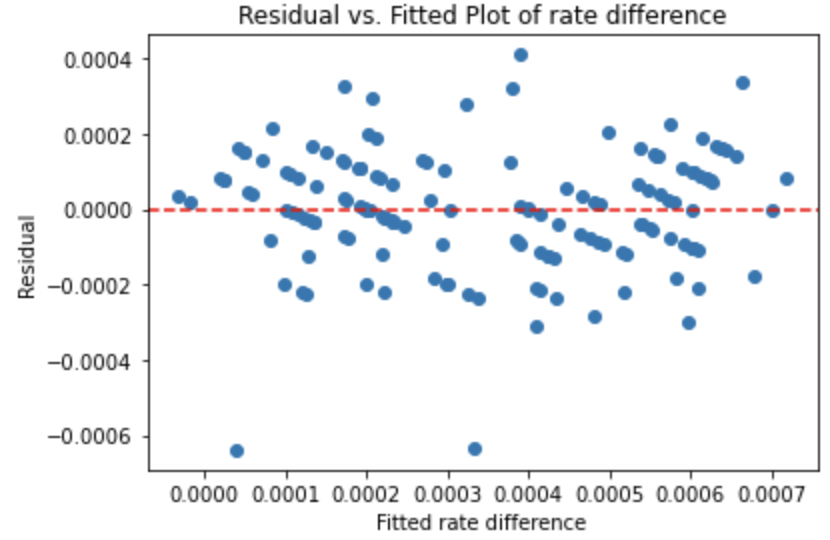 Residual vs. Fitted Plot of rate difference
0.0004
0.0002
0.0000
−0.0002
−0.0004
−0.0006
Residual
0.0000 0.0001 0.0002 0.0003 0.0004 0.0005 0.0006 0.0007
Fitted rate difference